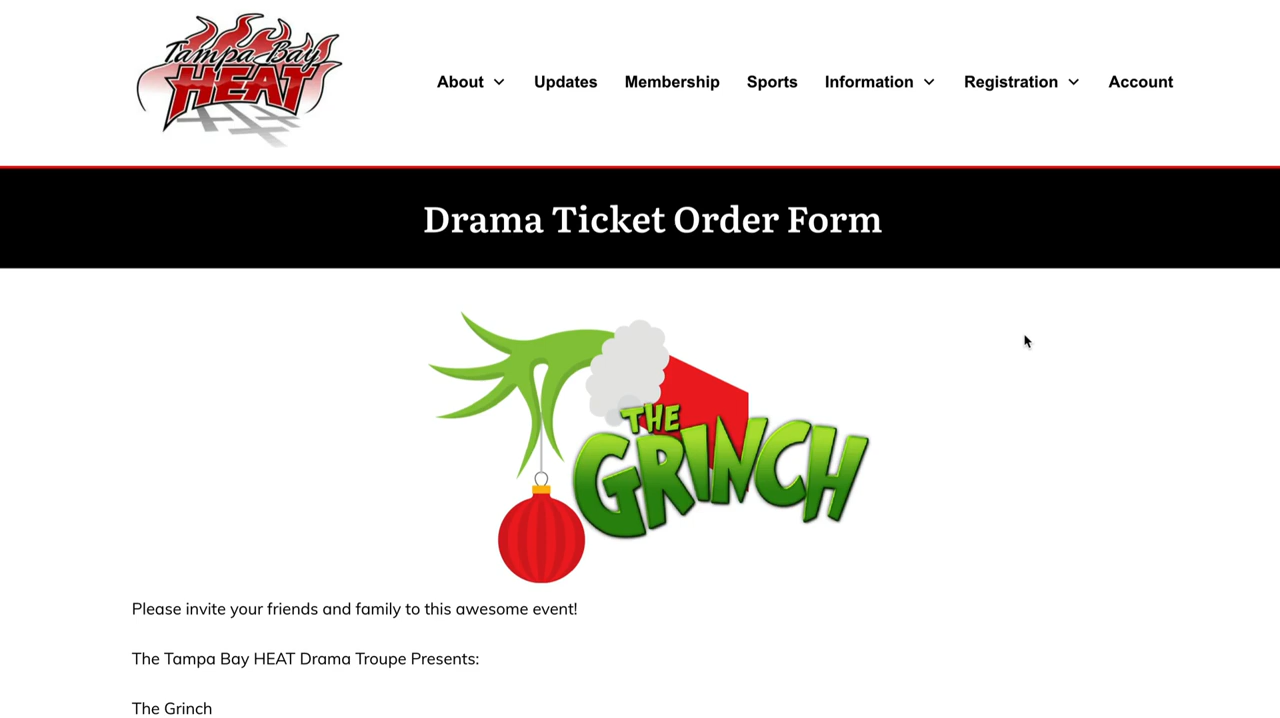 Tampa Bay
HEAT
About
Updates
Membership
Sports
Information
Registration
Account
Drama Ticket Order Form
THE
GRINCH
Please invite your friends and family to this awesome event!
The Tampa Bay HEAT Drama Troupe Presents:
The Grinch